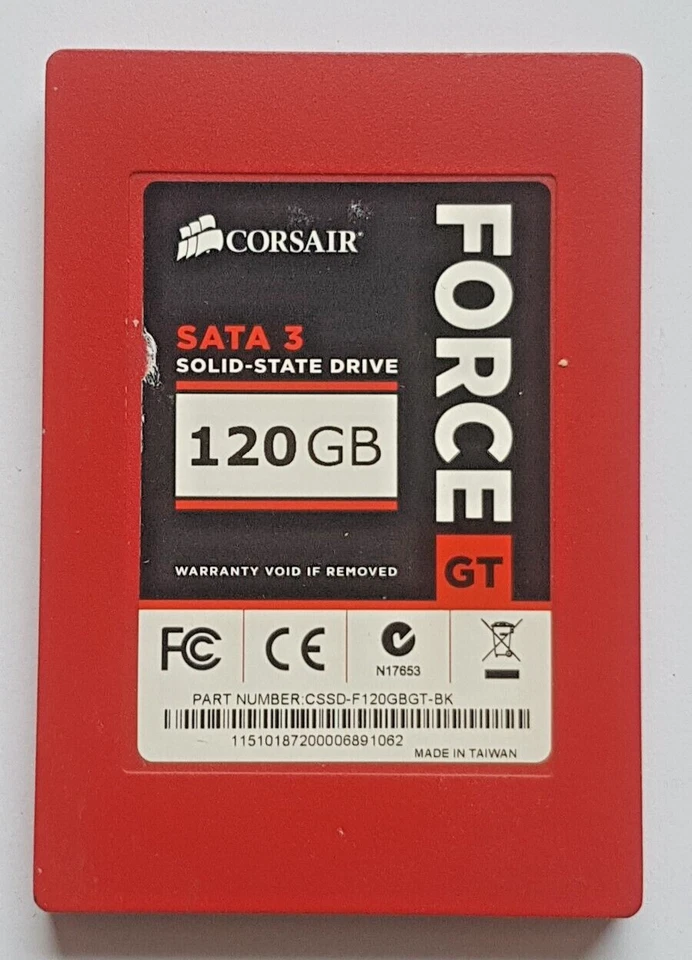 CORSAIR
SATA 3
SOLID-STATE DRIVE
120GB
WARRANTY VOID IF REMOVED
FORCE
GT
FC
CE
N17653
PART NUMBER:CSSD-F120GBGT-BK
11510187200006891062
MADE IN TAIWAN